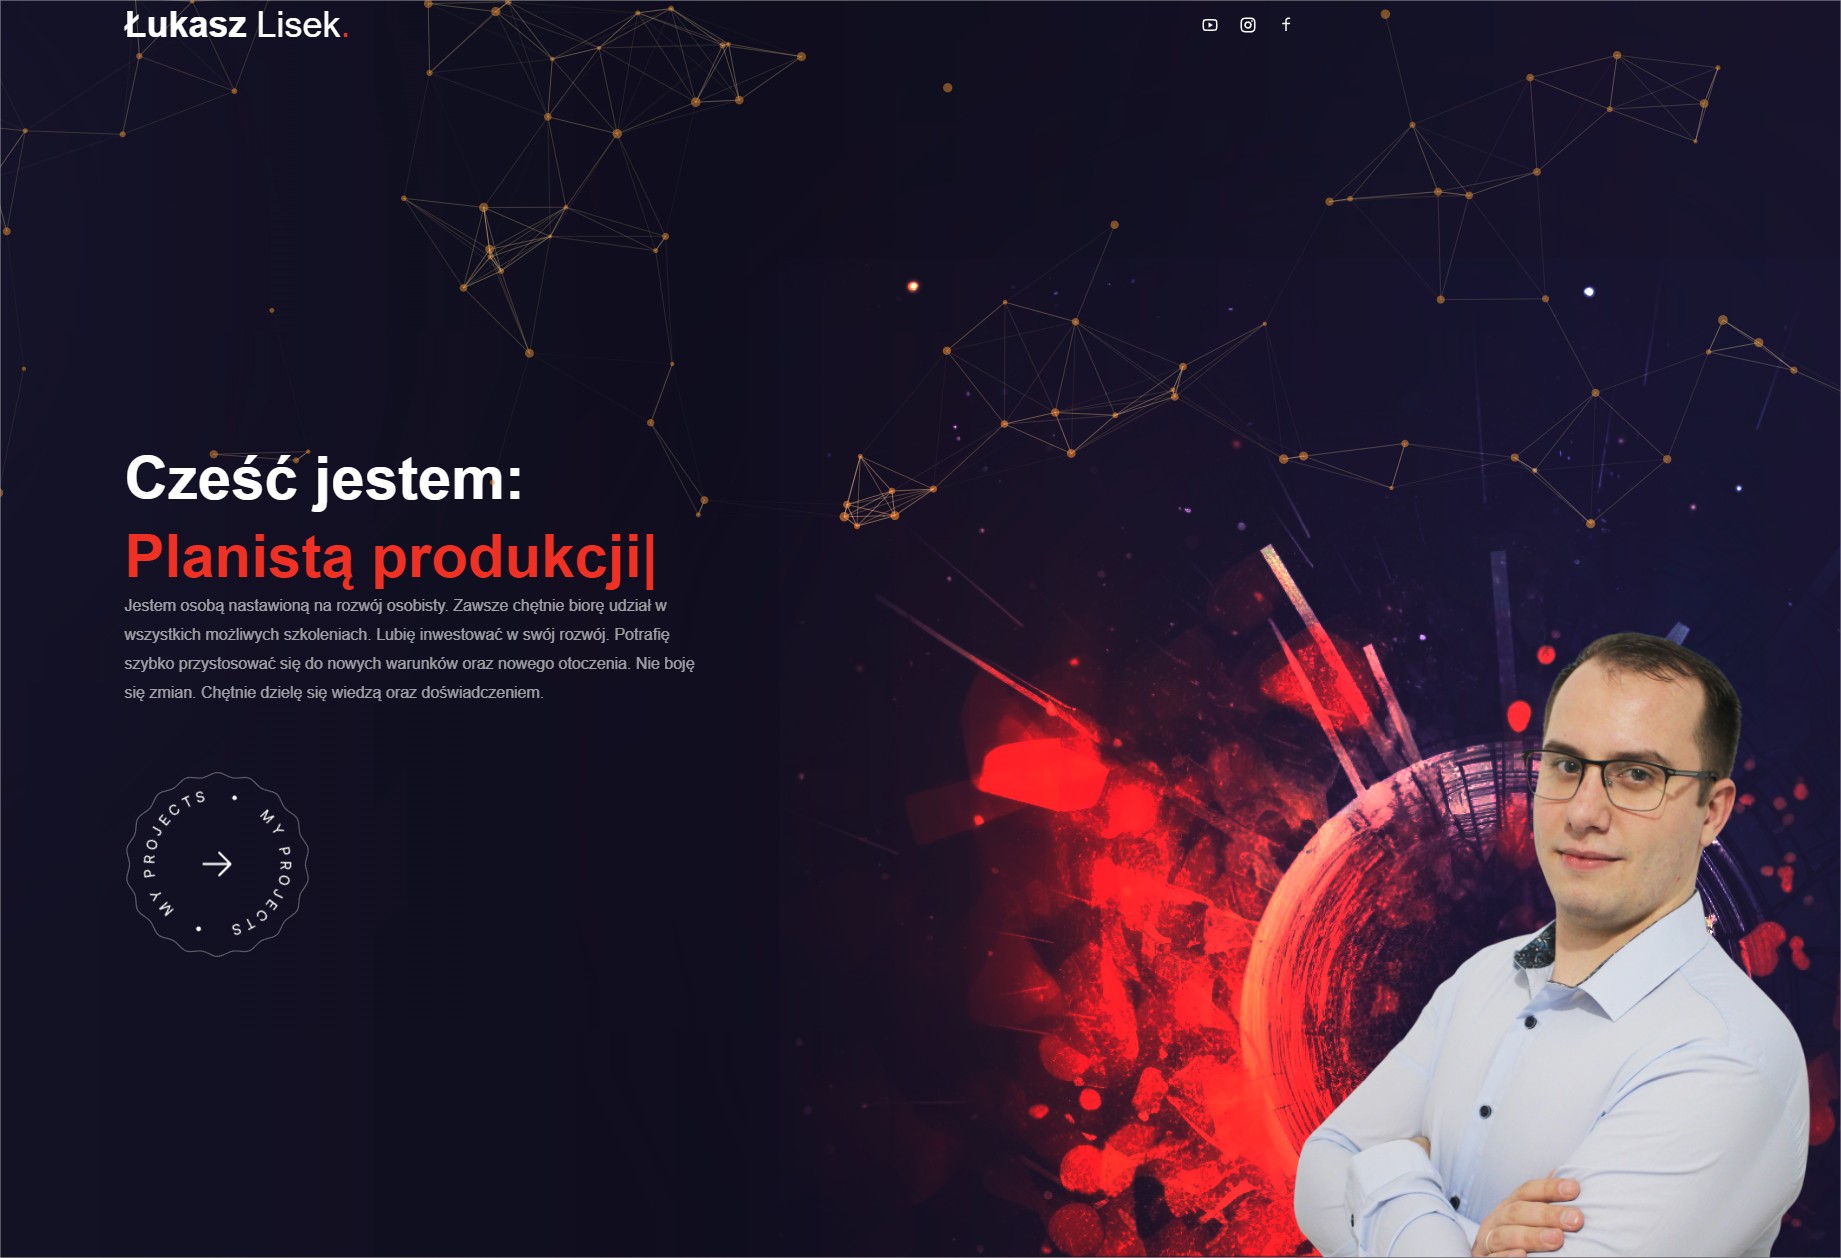 Łukasz Lisek.
Cześć jestem:
Planistą produkcji|
Jestem osobą nastawioną na rozwój osobisty. Zawsze chętnie biorę udział w
wszystkich możliwych szkoleniach. Lubię inwestować w swój rozwój. Potrafię
szybko przystosować się do nowych warunków oraz nowego otoczenia. Nie boję
się zmian. Chętnie dzielę się wiedzą oraz doświadczeniem.
MY PROJECTS • MY PROJECTS •